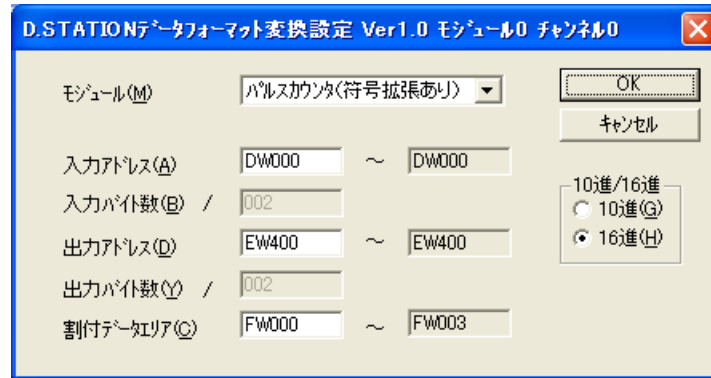 D.STATIONﾃﾞｰﾀﾌｫｰﾏｯﾄ変換設定 Ver1.0 ﾓｼﾞｭｰﾙ0 ﾁｬﾝﾈﾙ0
ﾓｼﾞｭｰﾙ(M) ﾊﾟﾙｽｶｳﾝﾀ(符号拡張あり) OK
キャンセル
入力ｱﾄﾞﾚｽ(A) DW000 ～ DW000
入力ﾊﾞｲﾄ数(B) / 002
出力ｱﾄﾞﾚｽ(D) EW400 ～ EW400
出力ﾊﾞｲﾄ数(Y) / 002
割付ﾃﾞｰﾀｴﾘｱ(C) FW000 ～ FW003
10進/16進
10進(G)
16進(H)